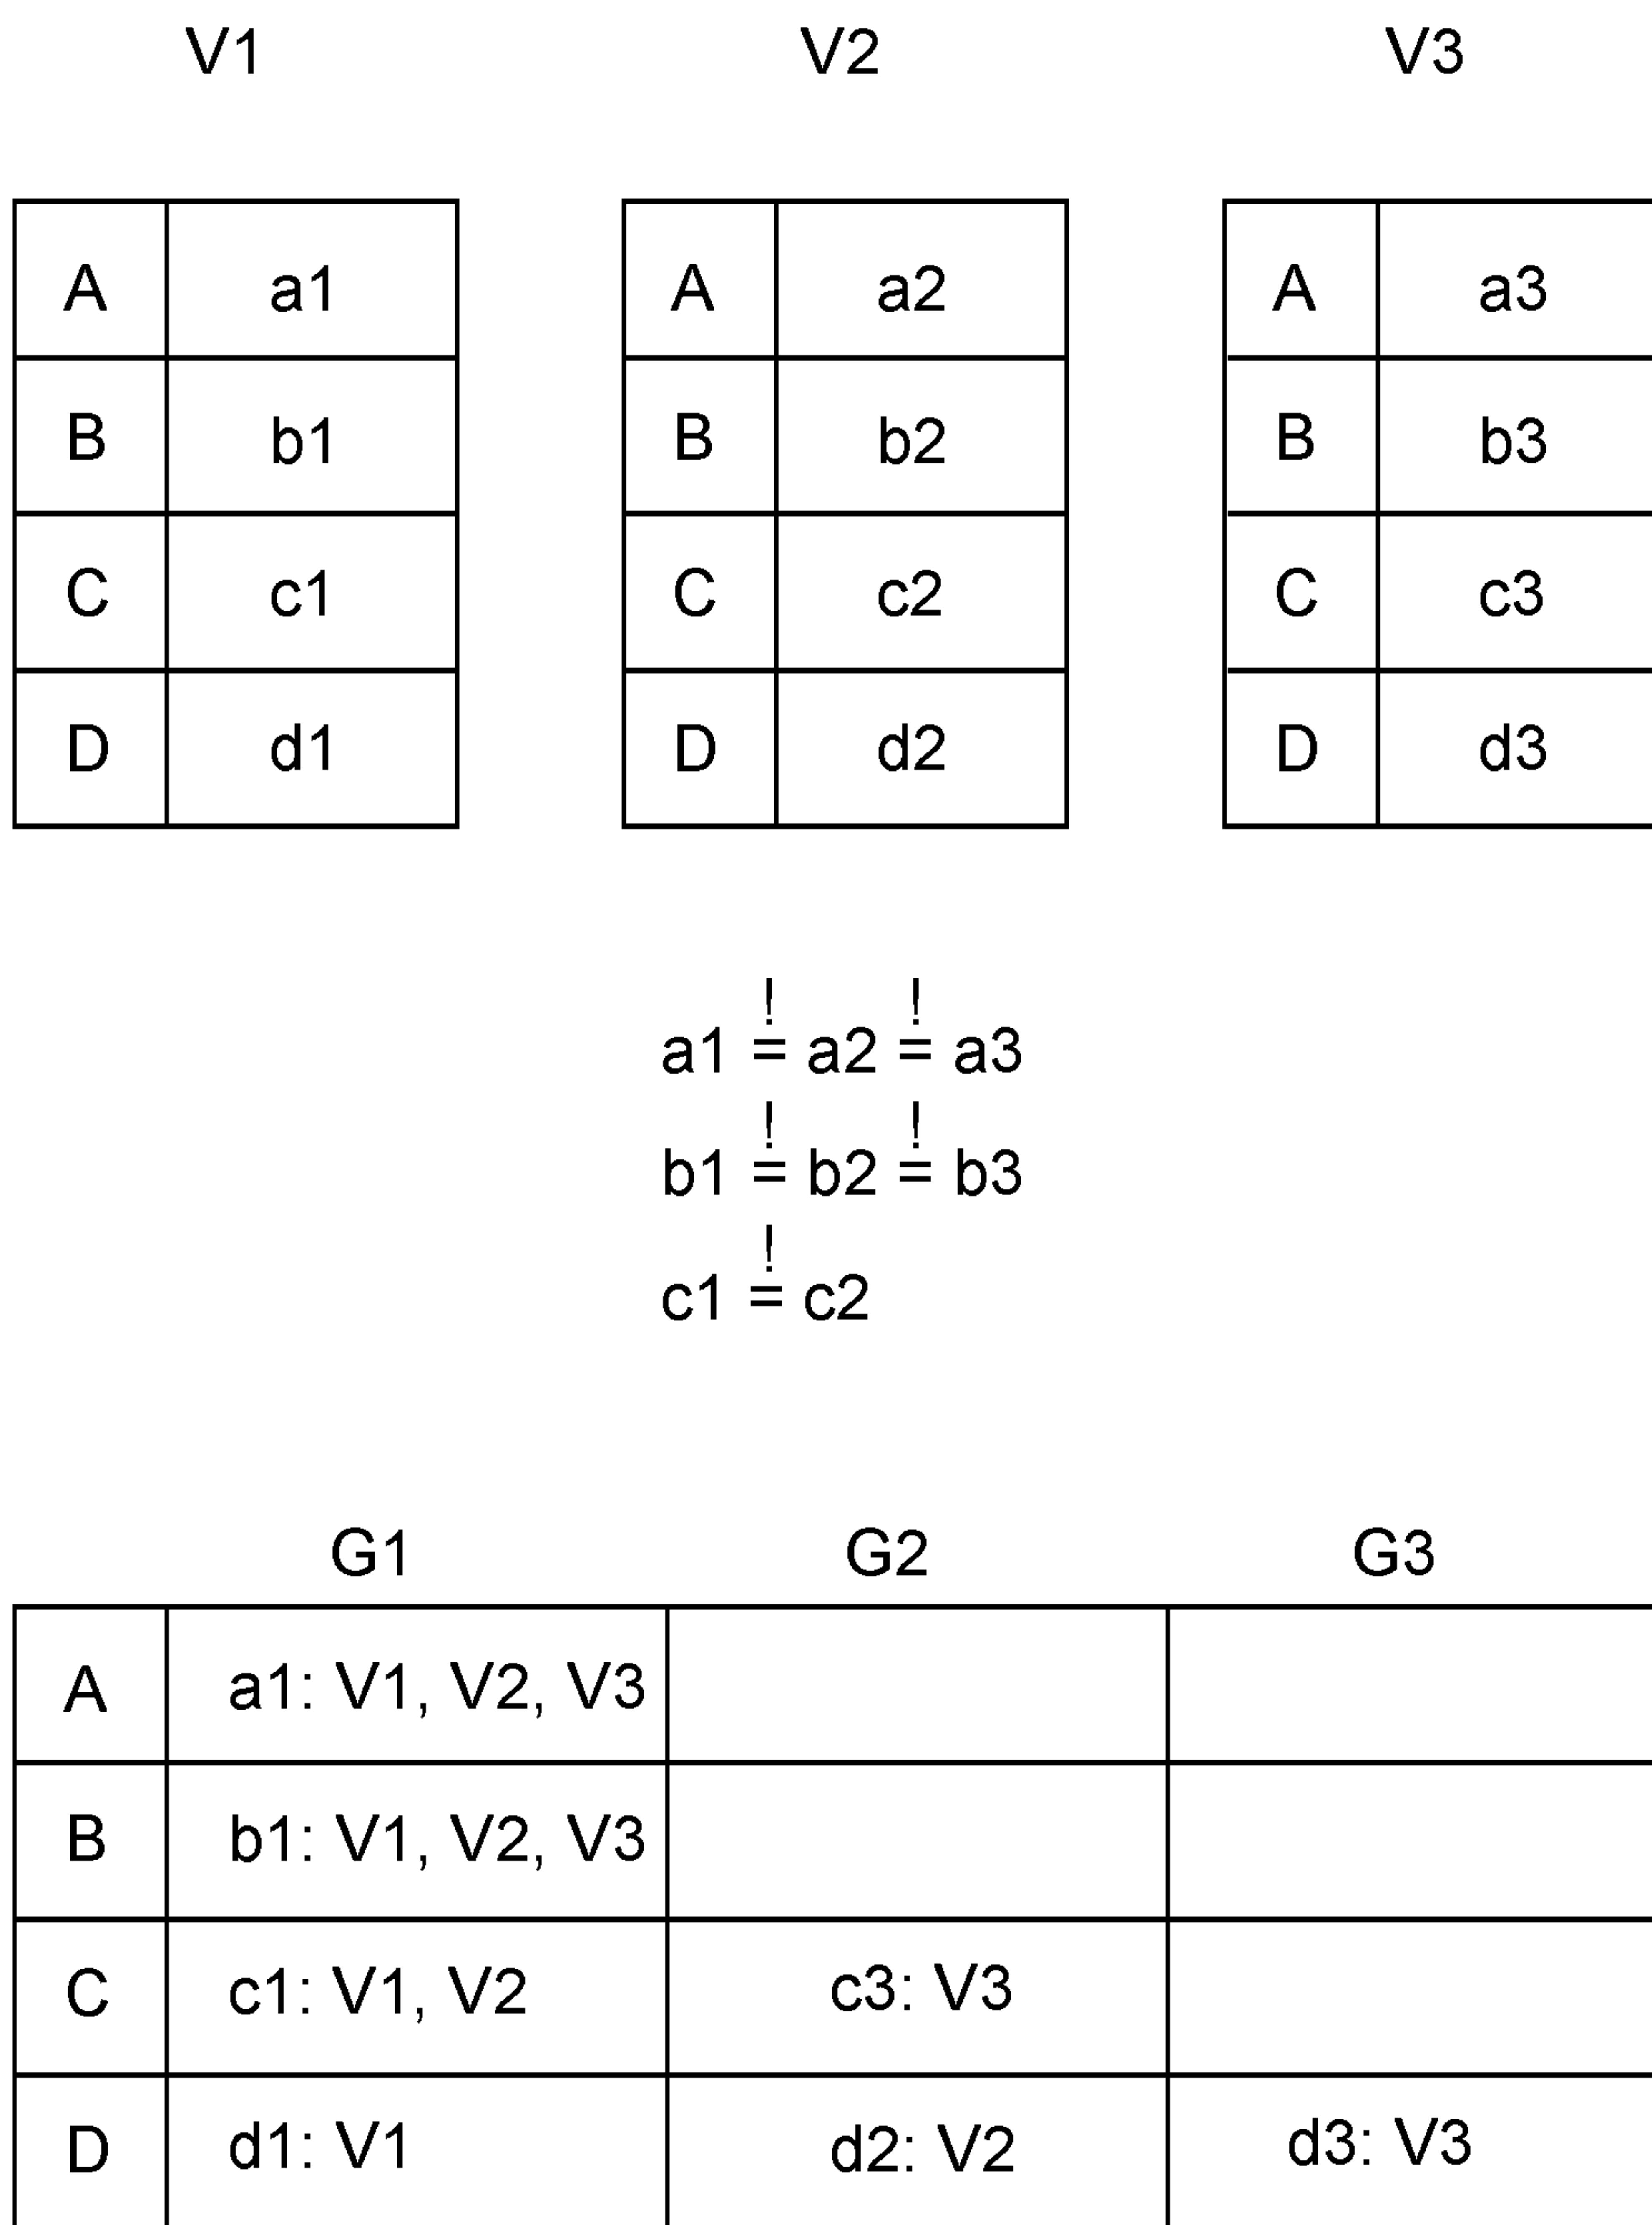 V1 V2 V3
A a1 A a2 A a3
B b1 B b2 B b3
C c1 C c2 C c3
D d1 D d2 D d3
! !
a1 = a2 = a3
! !
b1 = b2 = b3
!
c1 = c2
G1 G2 G3
A a1: V1, V2, V3
B b1: V1, V2, V3
C c1: V1, V2 c3: V3
D d1: V1 d2: V2 d3: V3